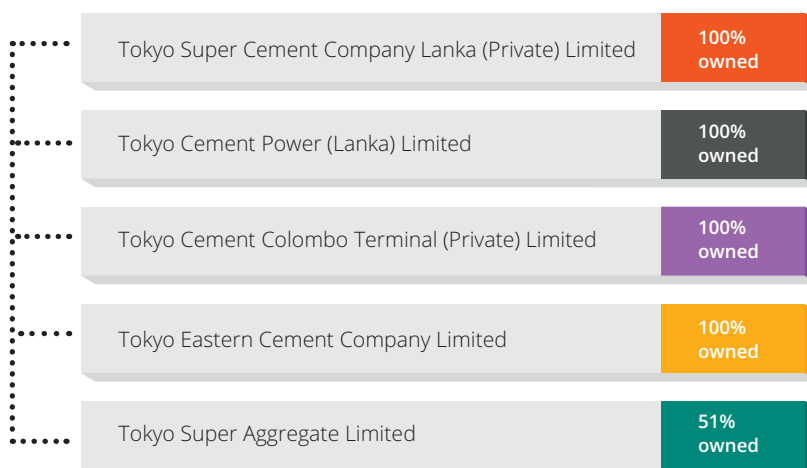 Tokyo Super Cement Company Lanka (Private) Limited
100%
owned
Tokyo Cement Power (Lanka) Limited
100%
owned
Tokyo Cement Colombo Terminal (Private) Limited
100%
owned
Tokyo Eastern Cement Company Limited
100%
owned
Tokyo Super Aggregate Limited
51%
owned